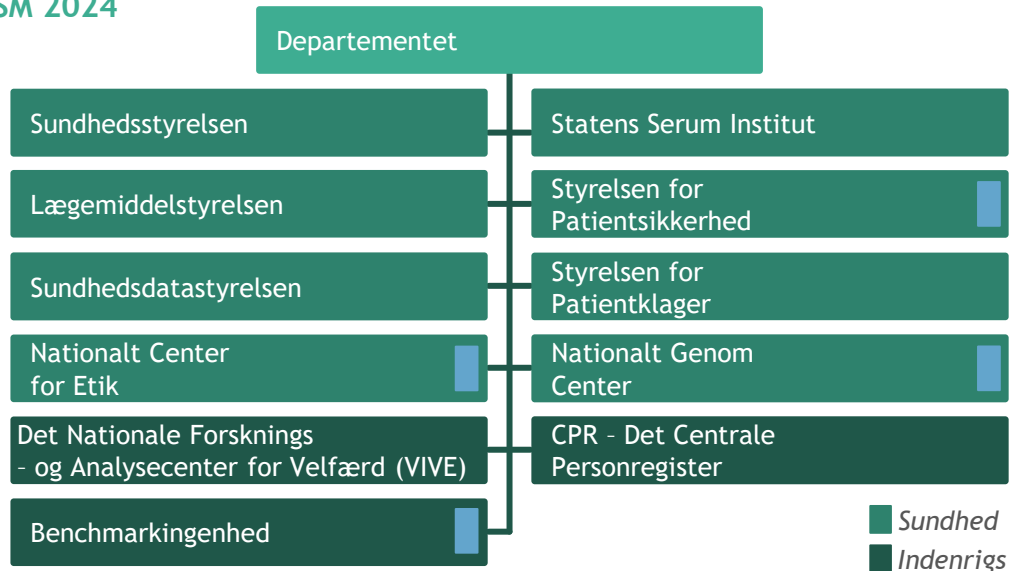 SM 2024
Departementet
Sundhedsstyrelsen
Statens Serum Institut
Lægemiddelstyrelsen
Styrelsen for
Patientsikkerhed
Sundhedsdatastyrelsen
Styrelsen for
Patientklager
Nationalt Center
for Etik
Nationalt Genom
Center
Det Nationale Forsknings
- og Analysecenter for Velfærd (VIVE)
CPR – Det Centrale
Personregister
Benchmarkingenhed
Sundhed
Indenrigs